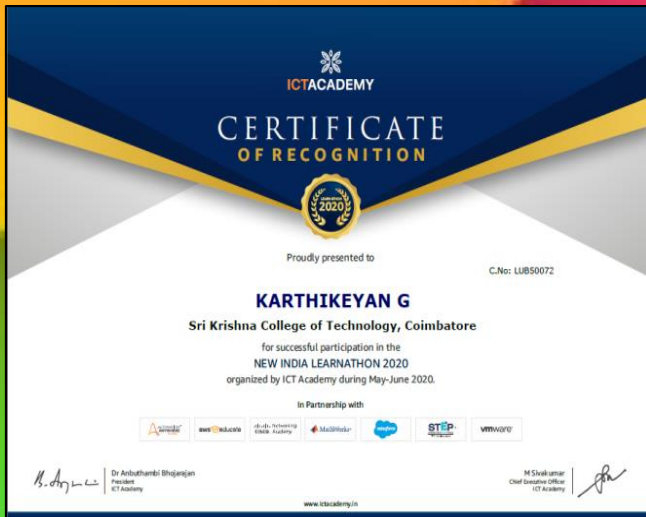 ICTACADEMY
CERTIFICATE
OF RECOGNITION
LEARNATHON
2020
Proudly presented to
C.No: LUB50072
KARTHIKEYAN G
Sri Krishna College of Technology, Coimbatore
for successful participation in the
NEW INDIA LEARNATHON 2020
organized by ICT Academy during May-June 2020.
In Partnership with
aws educate
Networking
CISCO Academy
MathWorks
salesforce
STEP
vmware
Dr Anbuthambi Bhojarajan
President
ICT Academy
M Sivakumar
Chief Executive Officer
ICT Academy
www.ictacademy.in